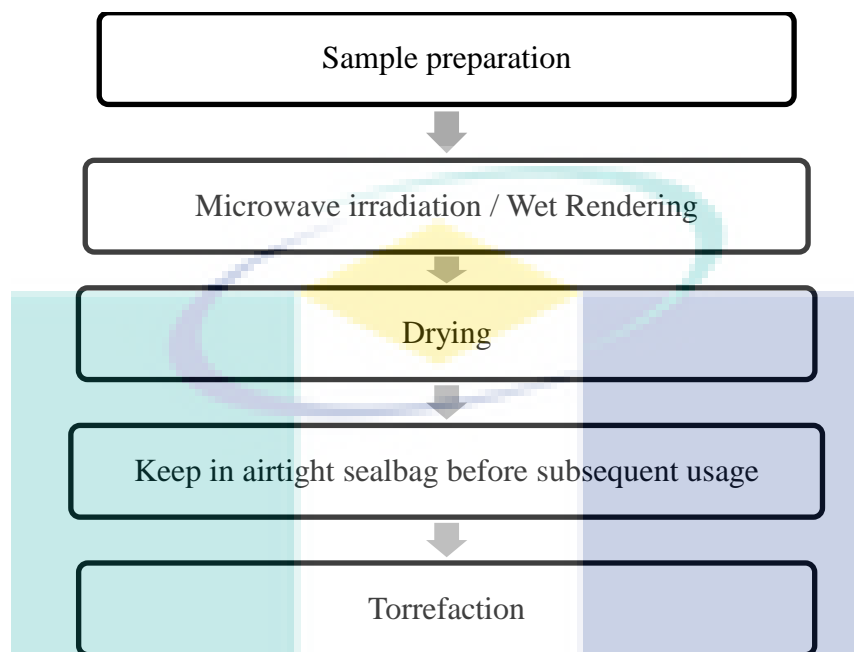 Sample preparation
Microwave irradiation / Wet Rendering
Drying
Keep in airtight sealbag before subsequent usage
Torrefaction